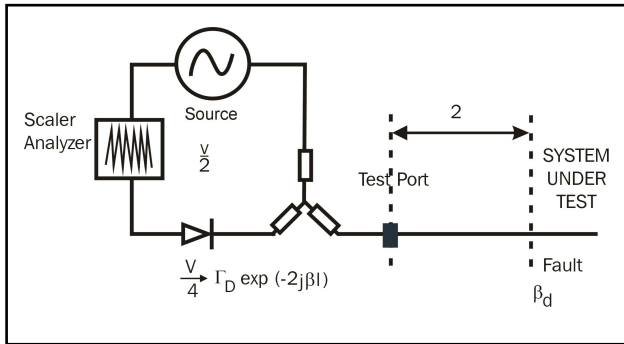 Source
V/2
Scaler
Analyzer
2
Test Port
SYSTEM
UNDER
TEST
V/4 → Γ_D exp (-2jβl)
Fault
β_d